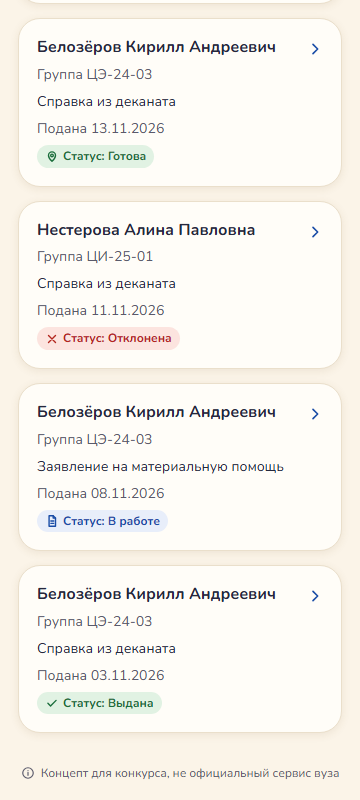 Белозёров Кирилл Андреевич
Группа ЦЭ-24-03
Справка из деканата
Подана 13.11.2026
Статус: Готова
Нестерова Алина Павловна
Группа ЦИ-25-01
Справка из деканата
Подана 11.11.2026
Статус: Отклонена
Белозёров Кирилл Андреевич
Группа ЦЭ-24-03
Заявление на материальную помощь
Подана 08.11.2026
Статус: В работе
Белозёров Кирилл Андреевич
Группа ЦЭ-24-03
Справка из деканата
Подана 03.11.2026
Статус: Выдана
Концепт для конкурса, не официальный сервис вуза